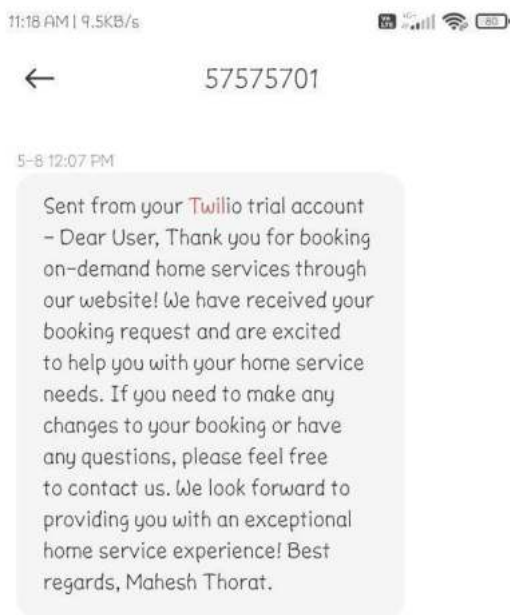 11:18 AM | 9.5KB/s
80
57575701
5-8 12:07 PM
Sent from your Twilio trial account
- Dear User, Thank you for booking
on-demand home services through
our website! We have received your
booking request and are excited
to help you with your home service
needs. If you need to make any
changes to your booking or have
any questions, please feel free
to contact us. We look forward to
providing you with an exceptional
home service experience! Best
regards, Mahesh Thorat.